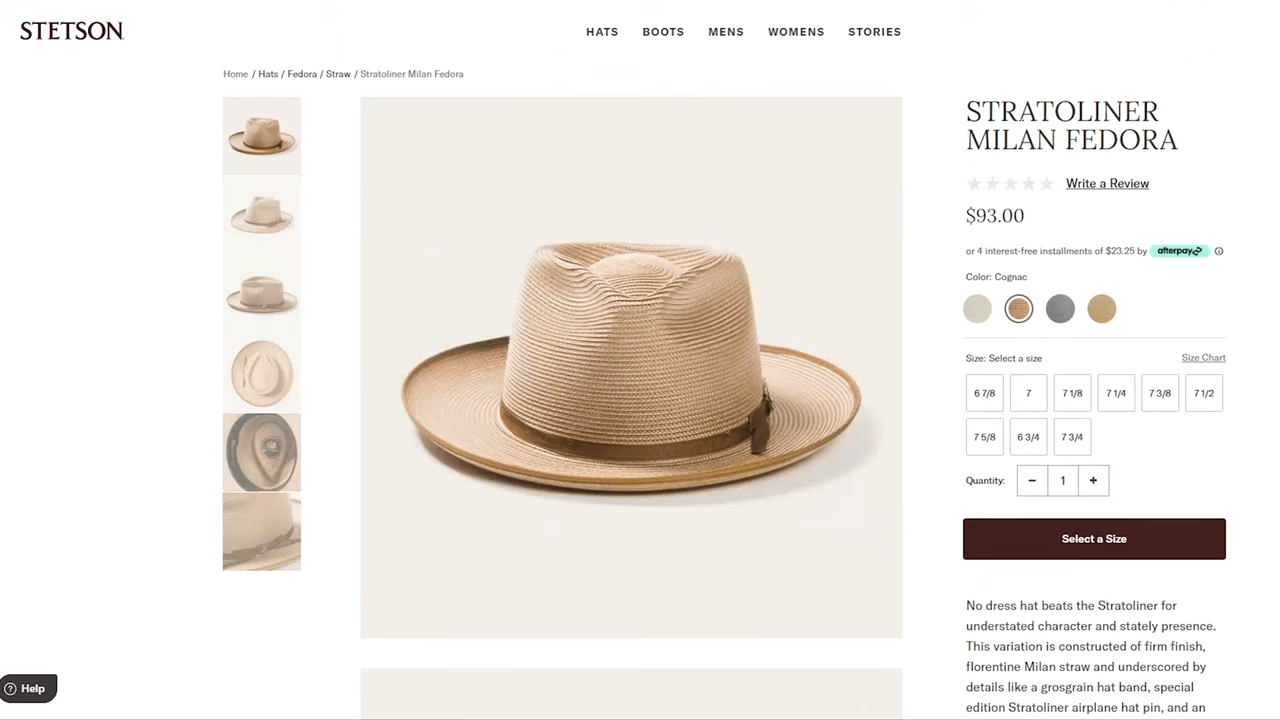 STETSON
HATS BOOTS MENS WOMENS STORIES
Home / Hats / Fedora / Straw / Stratoliner Milan Fedora
STRATOLINER
MILAN FEDORA
Write a Review
$93.00
or 4 interest-free installments of $23.25 by afterpay
Color: Cognac
Size: Select a size Size Chart
6 7/8 7 7 1/8 7 1/4 7 3/8 7 1/2
7 5/8 6 3/4 7 3/4
Quantity: − 1 +
Select a Size
No dress hat beats the Stratoliner for
understated character and stately presence.
This variation is constructed of firm finish,
florentine Milan straw and underscored by
details like a grosgrain hat band, special
edition Stratoliner airplane hat pin, and an
? Help